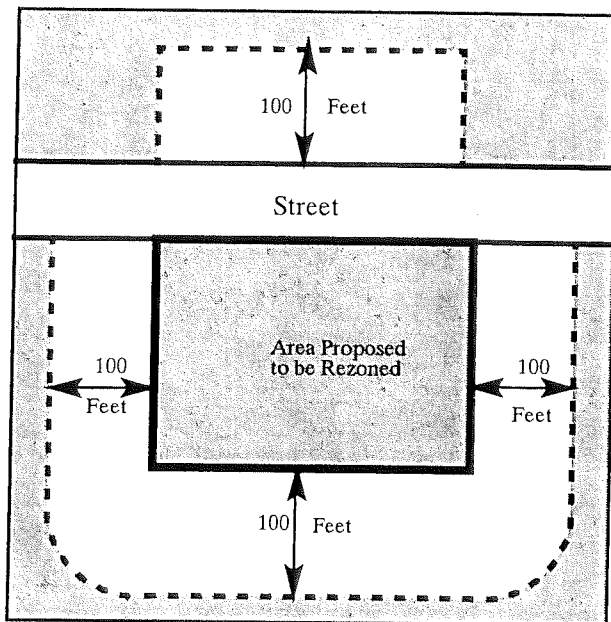 100 Feet
Street
Area Proposed
to be Rezoned
100
Feet
100
Feet
100 Feet